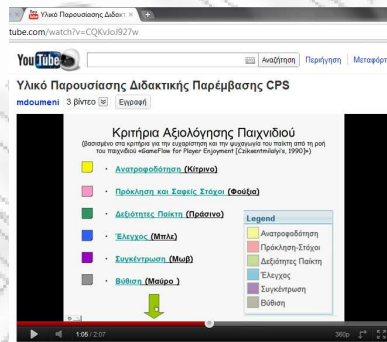 Υλικό Παρουσίασης Διδακτ
tube.com/watch?v=CQKvJoJ927w
YouTube
Αναζήτηση Περιήγηση Μεταφόρτ
Υλικό Παρουσίασης Διδακτικής Παρέμβασης CPS
mdoumeni 3 βίντεο Εγγραφή
Κριτήρια Αξιολόγησης Παιχνιδιού
(βασισμένο στα κριτήρια για την ευχαρίστηση και την ψυχαγωγία του παίκτη από τη ροή
του παιχνιδιού «GameFlow for Player Enjoyment [Cziksentmilalyi's, 1990]»)
· Ανατροφοδότηση (Κίτρινο)
· Πρόκληση και Σαφείς Στόχοι (Φούξια)
· Δεξιότητες Παίκτη (Πράσινο)
· Έλεγχος (Μπλε)
· Συγκέντρωση (Μωβ)
· Βύθιση (Μαύρο )
Legend
Ανατροφοδότηση
Πρόκληση-Στόχοι
Δεξιότητες Παίκτη
Έλεγχος
Συγκέντρωση
Βύθιση
1:05 / 2:07 360p